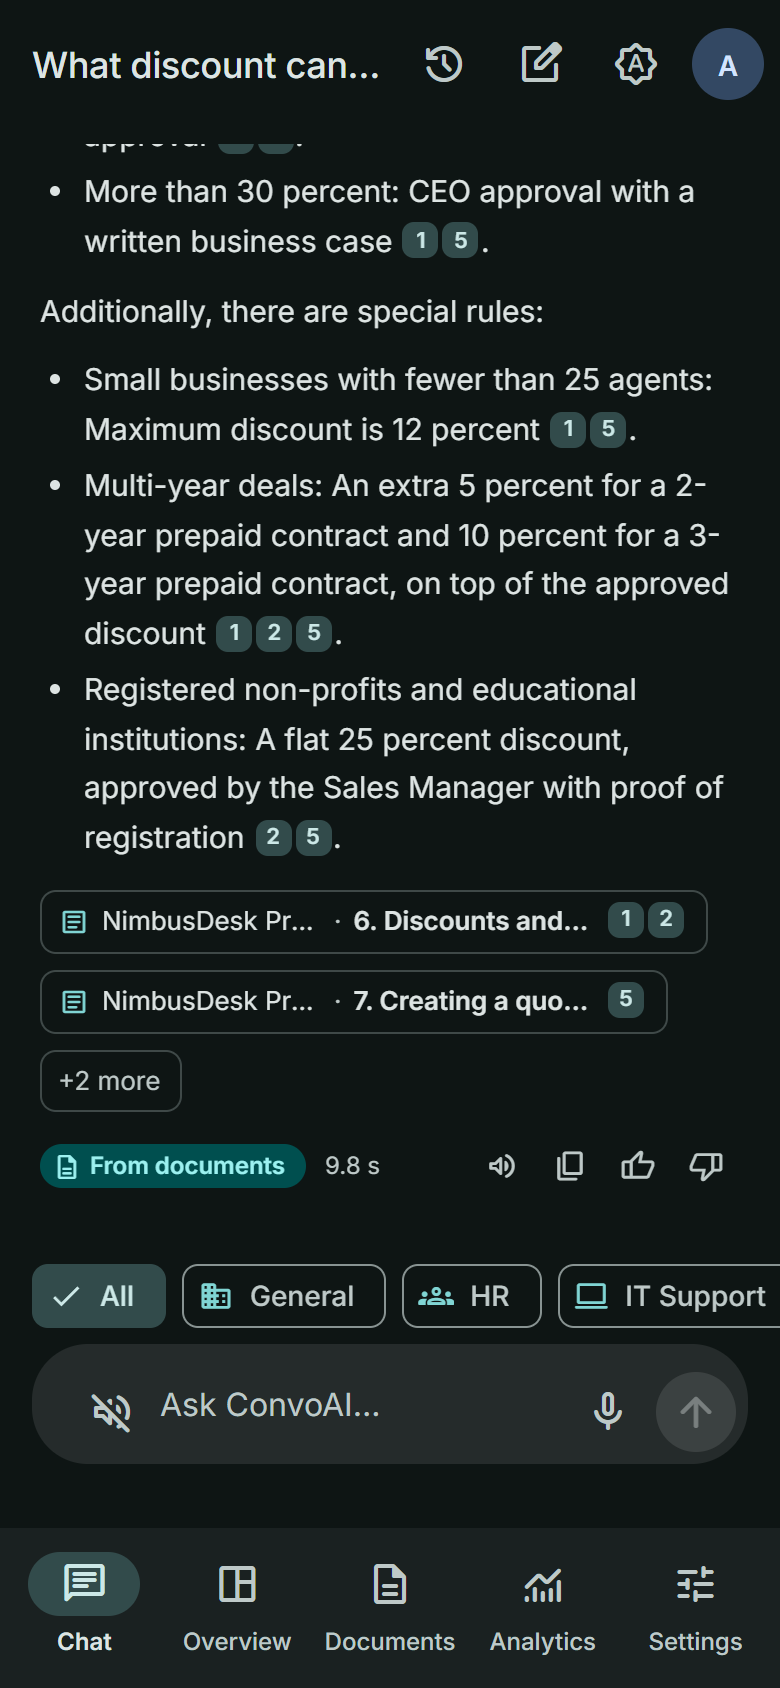 What discount can...
A
A
More than 30 percent: CEO approval with a
written business case 1 5 .
Additionally, there are special rules:
Small businesses with fewer than 25 agents:
Maximum discount is 12 percent 1 5 .
Multi-year deals: An extra 5 percent for a 2-
year prepaid contract and 10 percent for a 3-
year prepaid contract, on top of the approved
discount 1 2 5 .
Registered non-profits and educational
institutions: A flat 25 percent discount,
approved by the Sales Manager with proof of
registration 2 5 .
NimbusDesk Pr... · 6. Discounts and... 1 2
NimbusDesk Pr... · 7. Creating a quo... 5
+2 more
From documents 9.8 s
All General HR IT Support
Ask ConvoAI...
Chat Overview Documents Analytics Settings